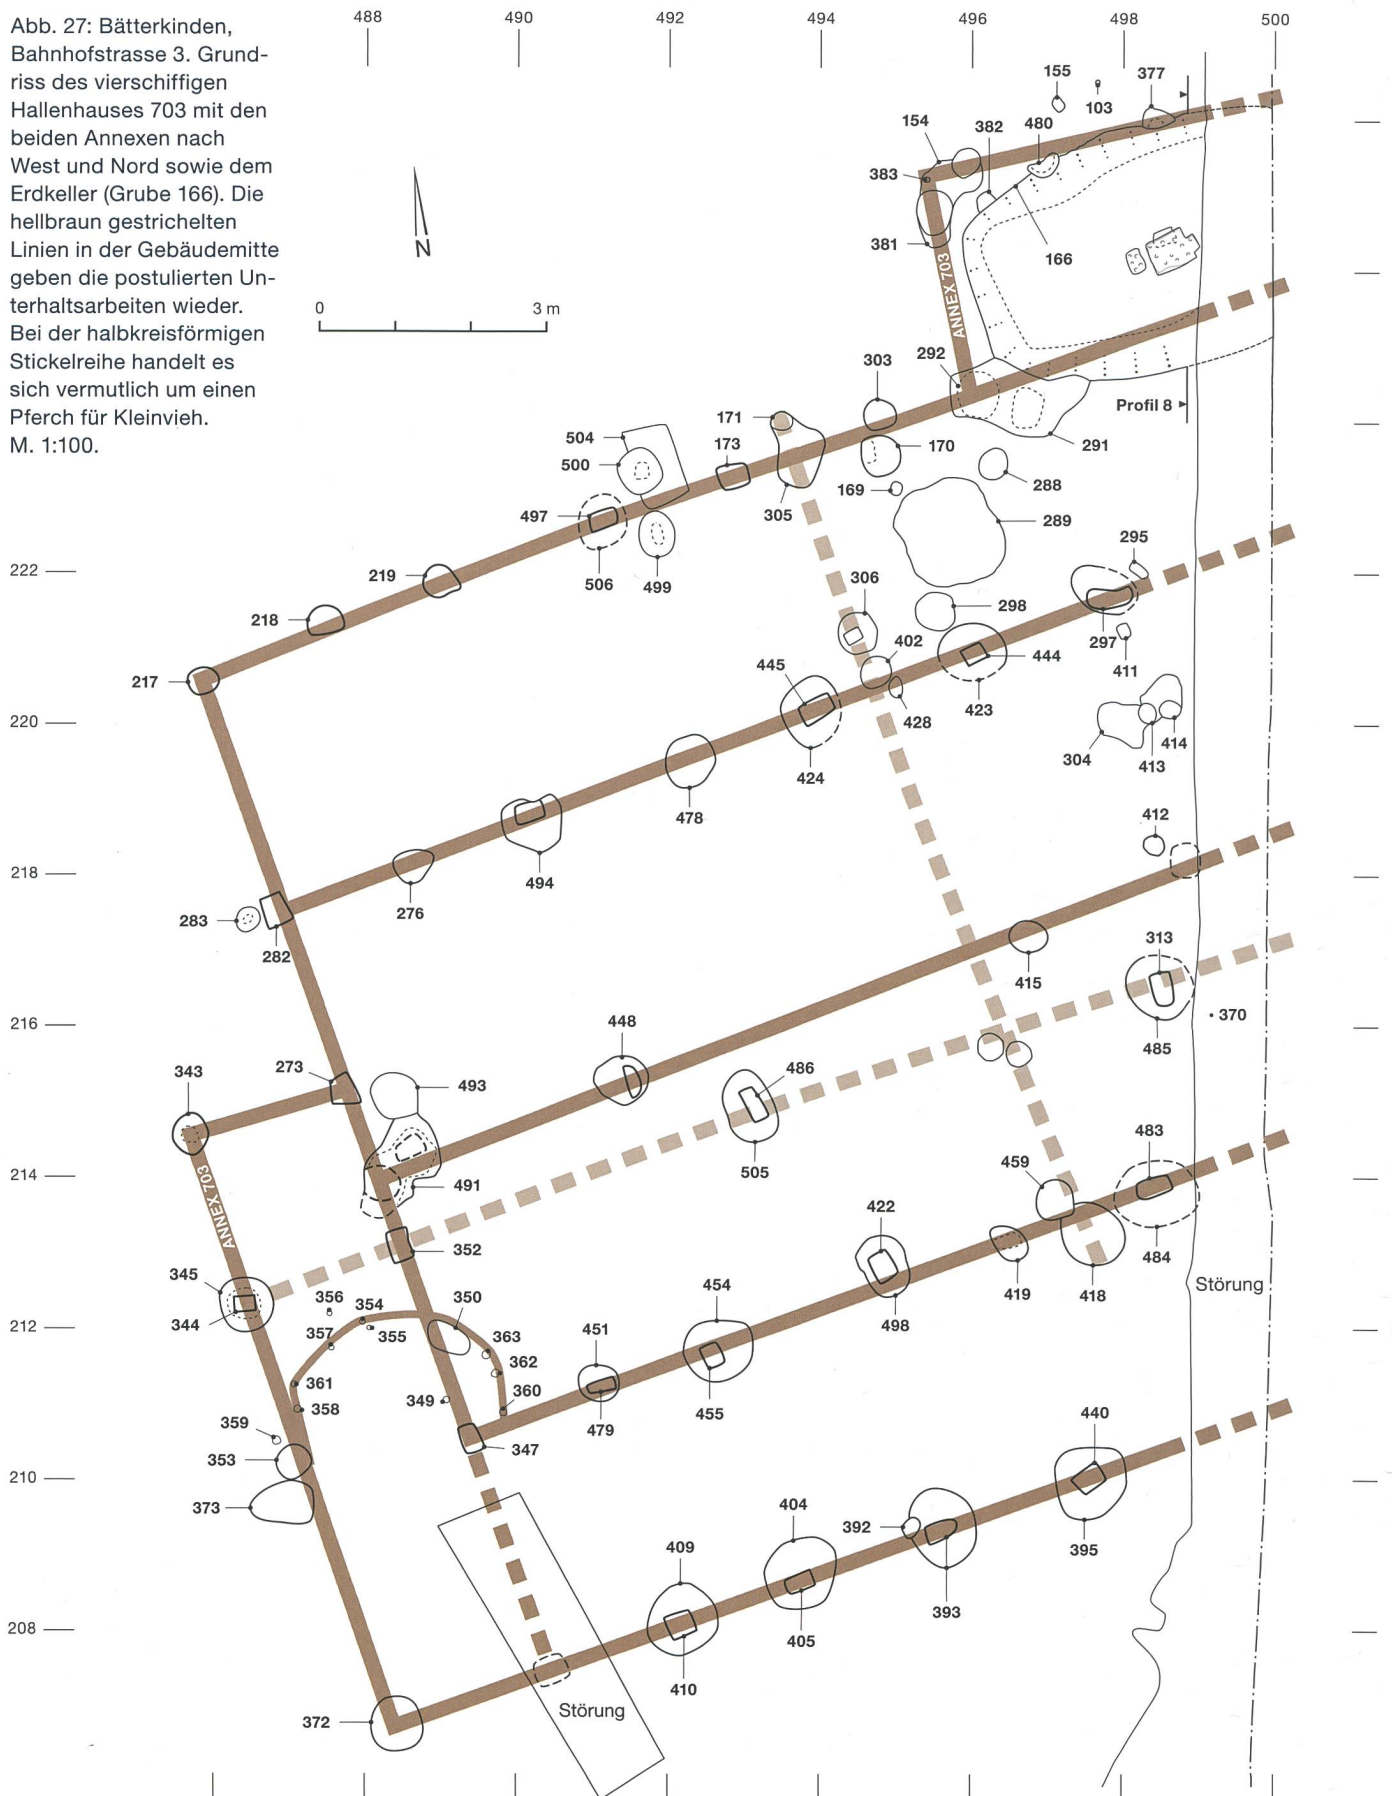 Abb. 27: Bätterkinden,
Bahnhofstrasse 3. Grund-
riss des vierschiffigen
Hallenhauses 703 mit den
beiden Annexen nach
West und Nord sowie dem
Erdkeller (Grube 166). Die
hellbraun gestrichelten
Linien in der Gebäudemitte
geben die postulierten Un-
terhaltsarbeiten wieder.
Bei der halbkreisförmigen
Stickelreihe handelt es
sich vermutlich um einen
Pferch für Kleinvieh.
M. 1:100.
488 490 492 494 496 498 500
155 377
103
154 382 480
383
N
381 166
ANNEX 703
0 3 m
292
303
Profil 8
171
504 173 170 291
500
169 288
305
497 289
295
506 499
222
219 306
218 298
297
402 411
445 444
217
428 423
220
414
304 413
424
478
412
218
494
276
283
282
313
415
216
448 370
485
273
343 493 486
483
459
214
505
491
ANNEX 703
422
352
484
345 419 418
Störung
356 354 350 454
344
498
212
357 355 363
451
362
361 360
349
358
455
359 479
440
347
353
210
373 404
392
409
395
393
208
405
410
Störung
372